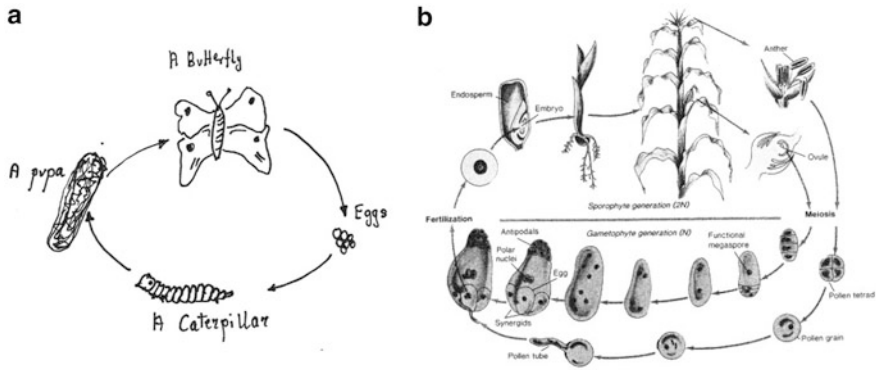 a
A Butterfly
A pupa
Eggs
A Caterpillar
b
Anther
Endosperm
Embryo
Ovule
Sporophyte generation (2N)
Fertilization
Meiosis
Gametophyte generation (N)
Antipodals
Polar
nuclei
Egg
Functional
megaspore
Synergids
Pollen tetrad
Pollen grain
Pollen tube